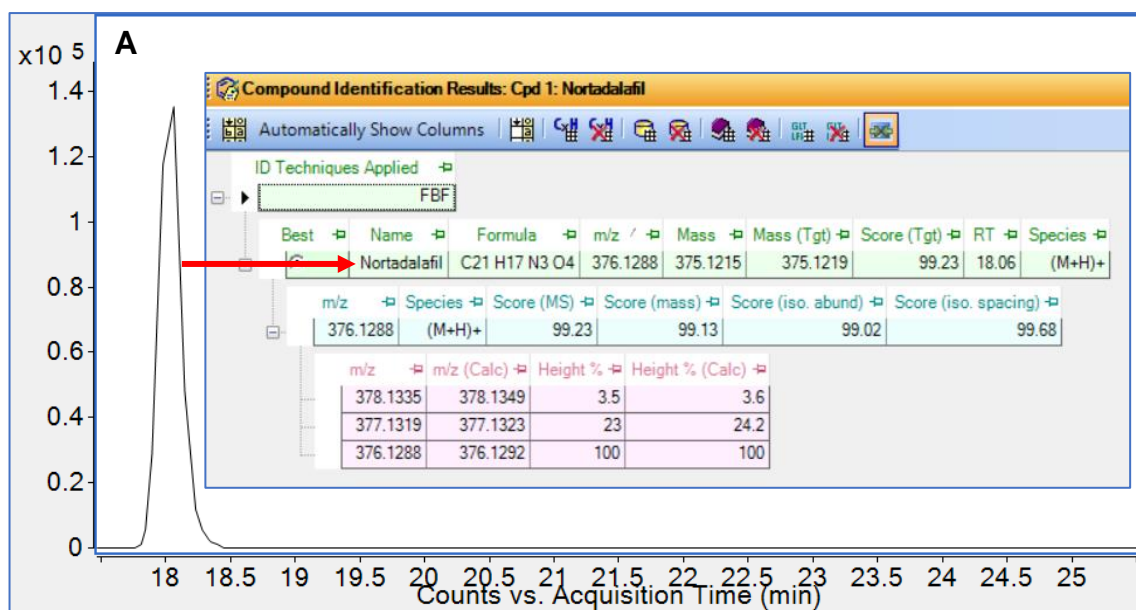 x10 5
A
Compound Identification Results: Cpd 1: Nortadalafil
Automatically Show Columns
ID Techniques Applied
FBF
Best Name Formula m/z Mass Mass (Tgt) Score (Tgt) RT Species
Nortadalafil C21 H17 N3 O4 376.1288 375.1215 375.1219 99.23 18.06 (M+H)+
m/z Species Score (MS) Score (mass) Score (iso. abund) Score (iso. spacing)
376.1288 (M+H)+ 99.23 99.13 99.02 99.68
m/z m/z (Calc) Height % Height % (Calc)
378.1335 378.1349 3.5 3.6
377.1319 377.1323 23 24.2
376.1288 376.1292 100 100
1.4
1.2
1
0.8
0.6
0.4
0.2
0
18 18.5 19 19.5 20 20.5 21 21.5 22 22.5 23 23.5 24 24.5 25
Counts vs. Acquisition Time (min)